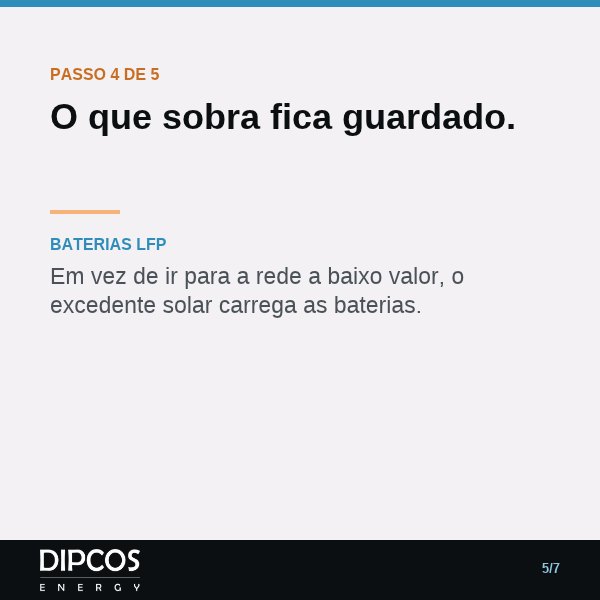 PASSO 4 DE 5
O que sobra fica guardado.
BATERIAS LFP
Em vez de ir para a rede a baixo valor, o
excedente solar carrega as baterias.
DIPCOS
ENERGY
5/7